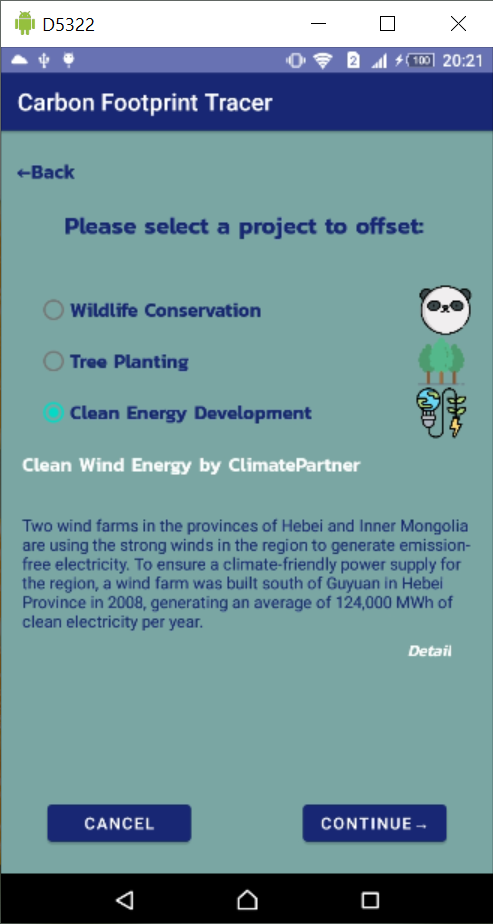 D5322
2 100 20:21
Carbon Footprint Tracer
←Back
Please select a project to offset:
Wildlife Conservation
Tree Planting
Clean Energy Development
Clean Wind Energy by ClimatePartner
Two wind farms in the provinces of Hebei and Inner Mongolia
are using the strong winds in the region to generate emission-
free electricity. To ensure a climate-friendly power supply for
the region, a wind farm was built south of Guyuan in Hebei
Province in 2008, generating an average of 124,000 MWh of
clean electricity per year.
Detail
CANCEL
CONTINUE→